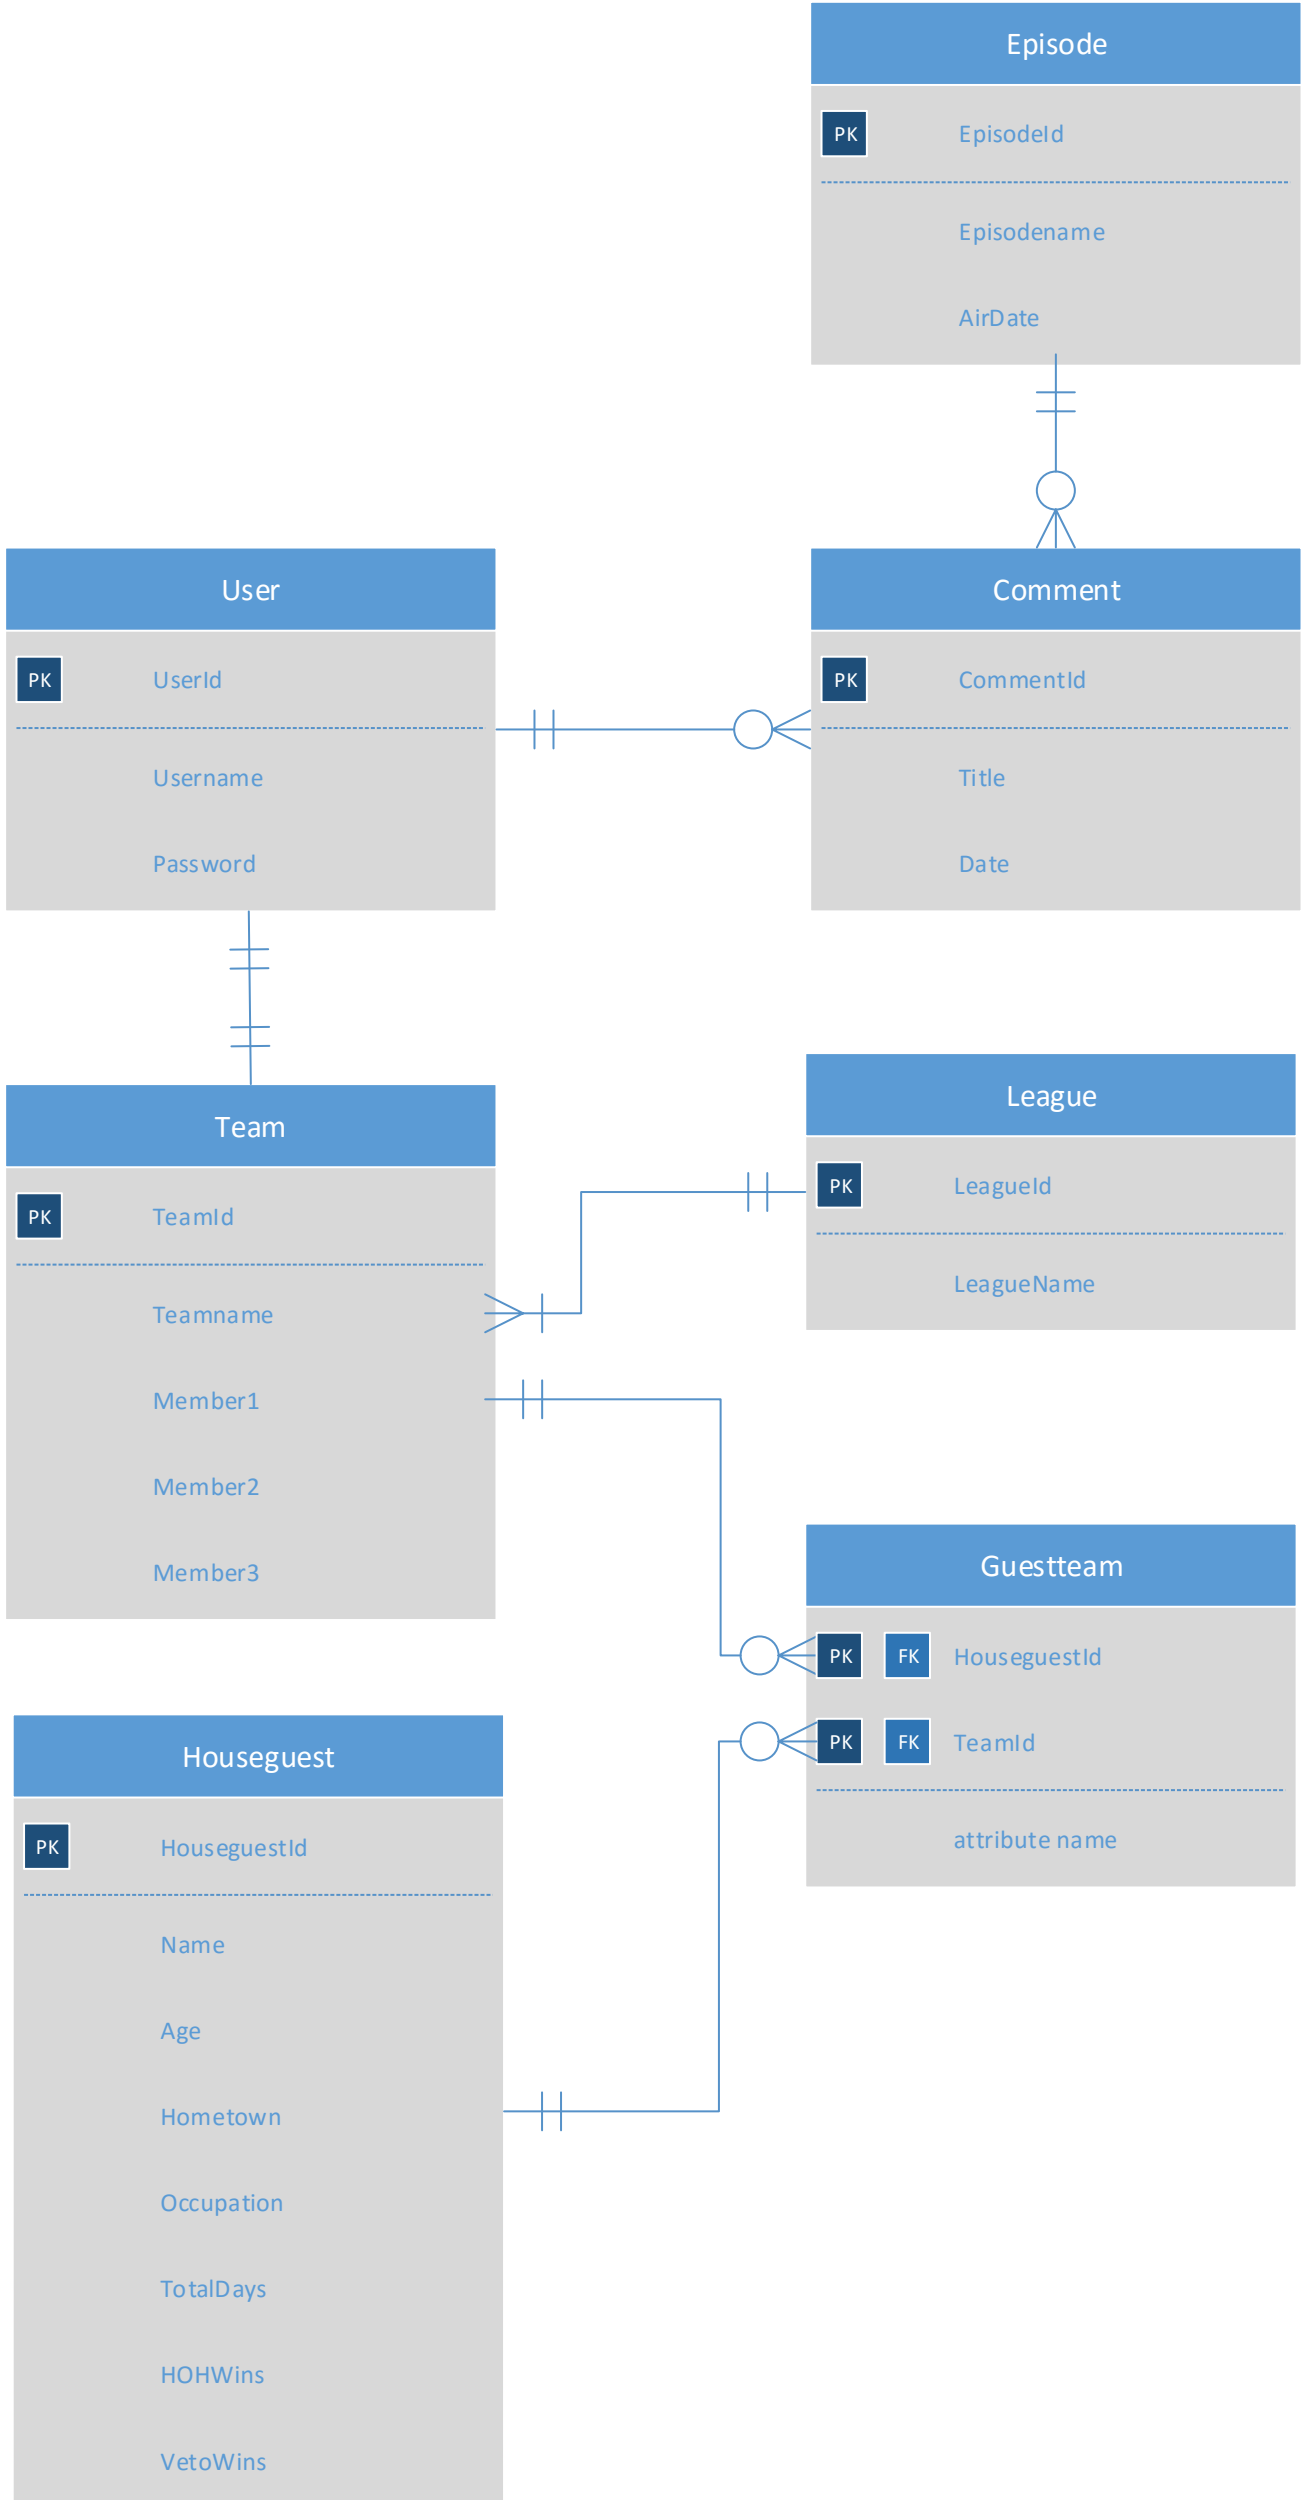 Episode
PK EpisodeId
Episodename
AirDate
User
PK UserId
Username
Password
Comment
PK CommentId
Title
Date
Team
PK TeamId
Teamname
Member1
Member2
Member3
League
PK LeagueId
LeagueName
Guestteam
PK FK HouseguestId
PK FK TeamId
attribute name
Houseguest
PK HouseguestId
Name
Age
Hometown
Occupation
TotalDays
HOHWins
VetoWins